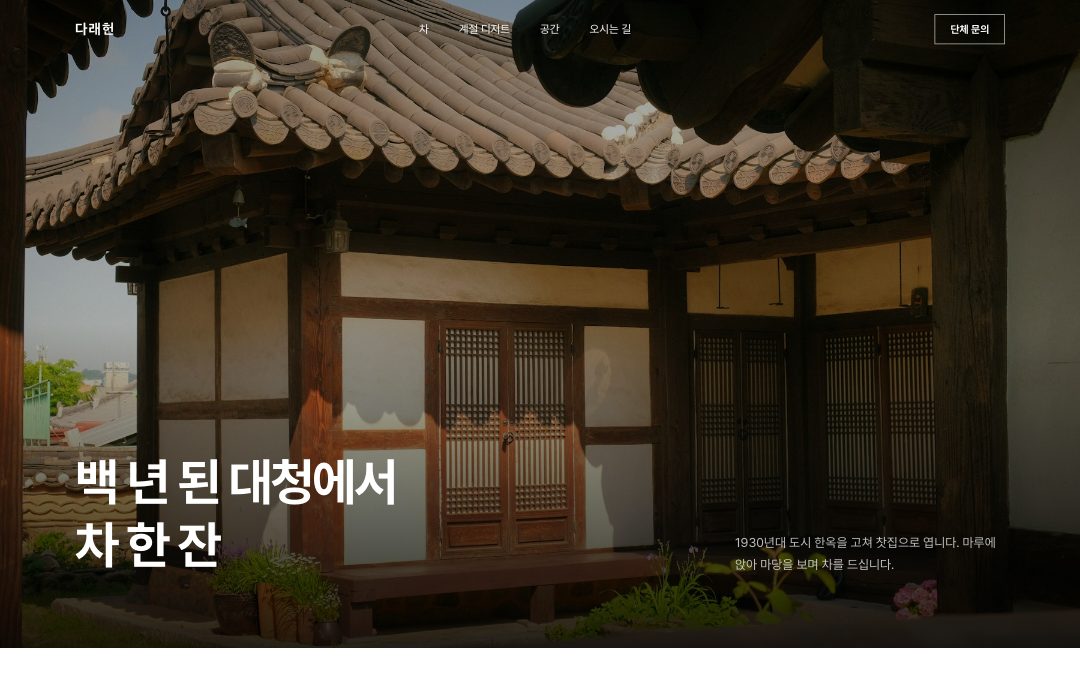 다래헌
차
계절 디저트
공간
오시는 길
단체 문의
백 년 된 대청에서
차 한 잔
1930년대 도시 한옥을 고쳐 찻집으로 엽니다. 마루에
앉아 마당을 보며 차를 드십니다.